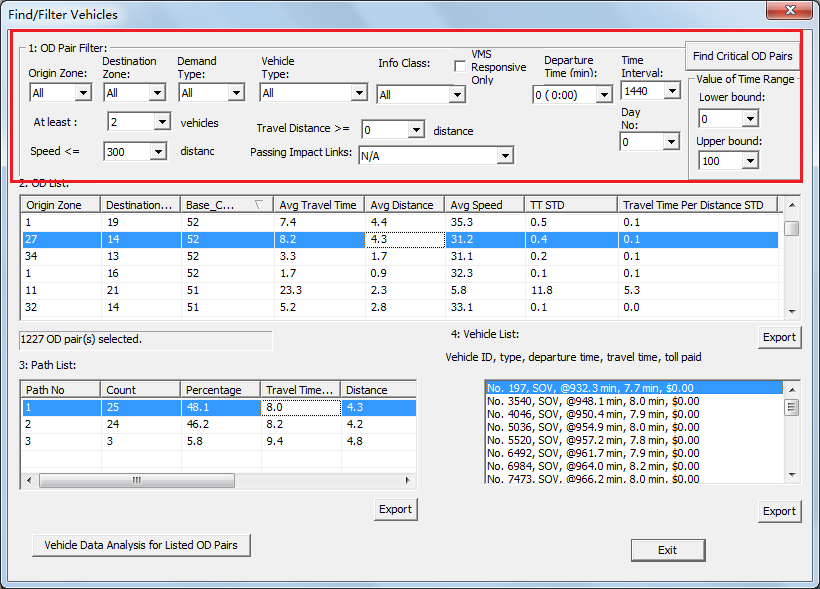 Find/Filter Vehicles
1: OD Pair Filter:
Origin Zone:
Destination Zone:
Demand Type:
Vehicle Type:
Info Class:
VMS Responsive Only
Departure Time (min):
Time Interval:
Find Critical OD Pairs
All
All
All
All
All
0 ( 0:00)
1440
Value of Time Range
Lower bound:
0
Upper bound:
100
At least :
2
vehicles
Travel Distance >=
0
distance
Day No:
0
Speed <=
300
distanc
Passing Impact Links:
N/A
2: OD List:
Origin Zone Destination... Base_C... Avg Travel Time Avg Distance Avg Speed TT STD Travel Time Per Distance STD
1 19 52 7.4 4.4 35.3 0.5 0.1
27 14 52 8.2 4.3 31.2 0.4 0.1
34 13 52 3.3 1.7 31.1 0.2 0.1
1 16 52 1.7 0.9 32.3 0.1 0.1
11 21 51 23.3 2.3 5.8 11.8 5.3
32 14 51 5.2 2.8 33.1 0.1 0.0
1227 OD pair(s) selected.
4: Vehicle List:
Export
3: Path List:
Vehicle ID, type, departure time, travel time, toll paid
Path No Count Percentage Travel Time... Distance
1 25 48.1 8.0 4.3
2 24 46.2 8.2 4.2
3 3 5.8 9.4 4.8
No. 197, SOV, @932.3 min, 7.7 min, $0.00
No. 3540, SOV, @948.1 min, 8.0 min, $0.00
No. 4046, SOV, @950.4 min, 7.9 min, $0.00
No. 5036, SOV, @954.9 min, 8.0 min, $0.00
No. 5520, SOV, @957.2 min, 7.8 min, $0.00
No. 6492, SOV, @961.7 min, 7.9 min, $0.00
No. 6984, SOV, @964.0 min, 8.2 min, $0.00
No. 7473, SOV, @966.2 min, 8.0 min, $0.00
Export
Export
Vehicle Data Analysis for Listed OD Pairs
Exit